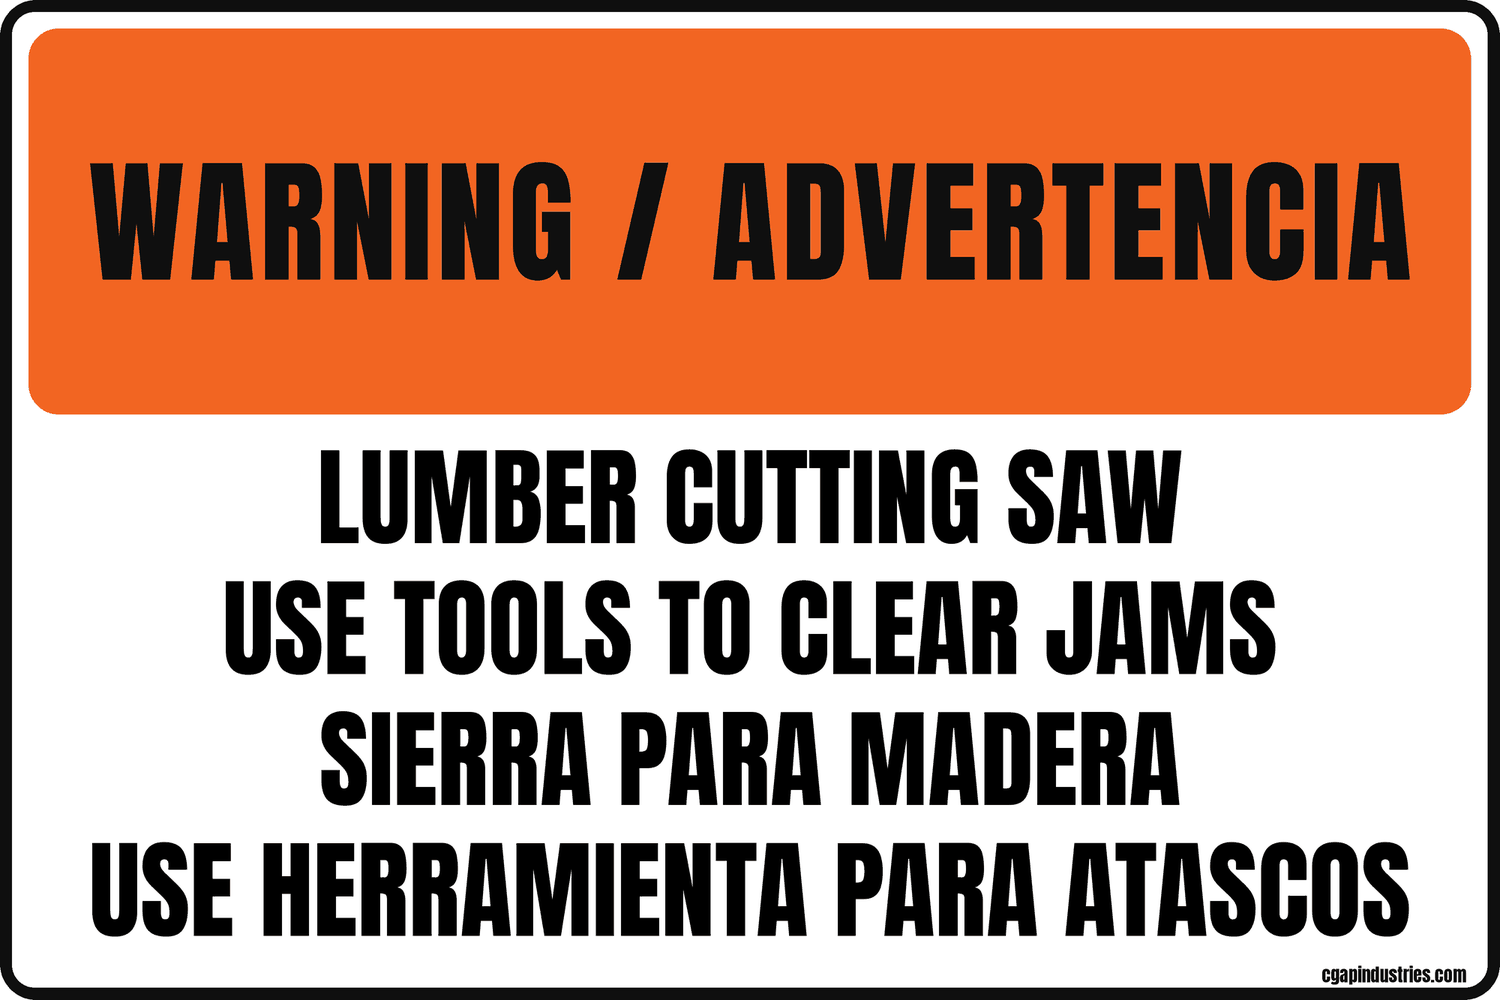 WARNING / ADVERTENCIA
LUMBER CUTTING SAW
USE TOOLS TO CLEAR JAMS
SIERRA PARA MADERA
USE HERRAMIENTA PARA ATASCOS
cgapindustries.com